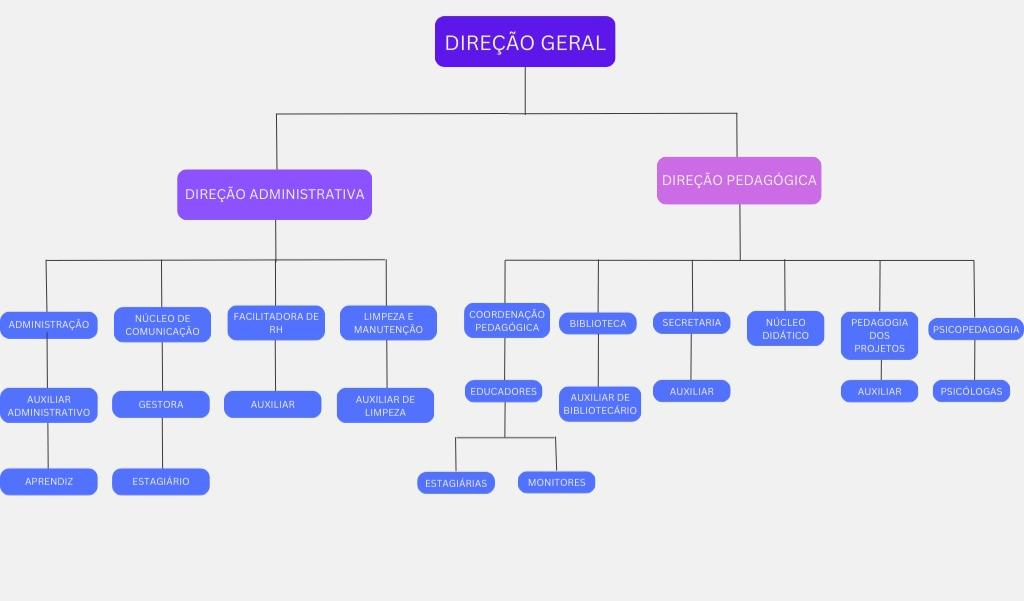 DIREÇÃO GERAL
DIREÇÃO ADMINISTRATIVA
DIREÇÃO PEDAGÓGICA
ADMINISTRAÇÃO
NÚCLEO DE
COMUNICAÇÃO
FACILITADORA DE
RH
LIMPEZA E
MANUTENÇÃO
COORDENAÇÃO
PEDAGÓGICA
BIBLIOTECA
SECRETARIA
NÚCLEO
DIDÁTICO
PEDAGOGIA
DOS
PROJETOS
PSICOPEDAGOGIA
AUXILIAR
ADMINISTRATIVO
GESTORA
AUXILIAR
AUXILIAR DE
LIMPEZA
EDUCADORES
AUXILIAR DE
BIBLIOTECÁRIO
AUXILIAR
AUXILIAR
PSICÓLOGAS
APRENDIZ
ESTAGIÁRIO
ESTAGIÁRIAS
MONITORES